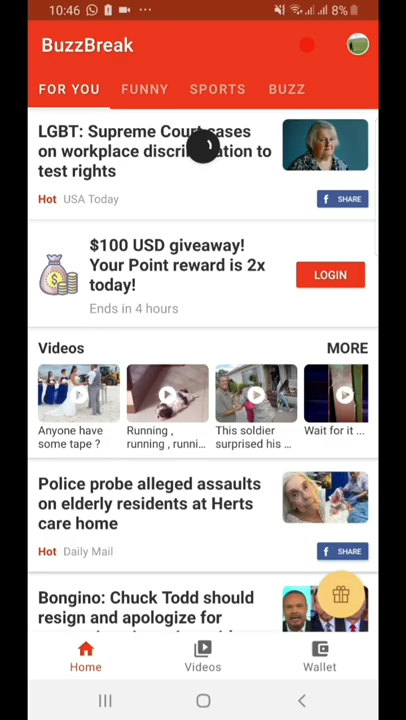 10:46
8%
BuzzBreak
FOR YOU
FUNNY
SPORTS
BUZZ
LGBT: Supreme Court cases
on workplace discrimination to
test rights
Hot USA Today
f SHARE
$100 USD giveaway!
Your Point reward is 2x
today!
LOGIN
Ends in 4 hours
Videos
MORE
Anyone have
some tape ?
Running ,
running , runni...
This soldier
surprised his ...
Wait for it ...
Police probe alleged assaults
on elderly residents at Herts
care home
Hot Daily Mail
f SHARE
Bongino: Chuck Todd should
resign and apologize for
Home
Videos
Wallet